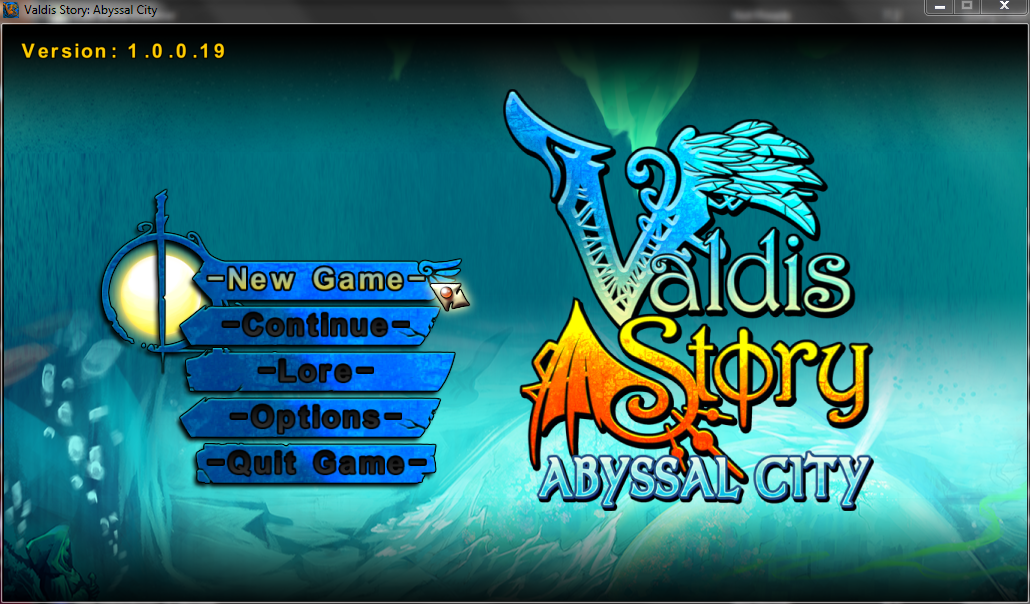 Valdis Story: Abyssal City
Version: 1.0.0.19
-New Game-
-Continue-
-Lore-
-Options-
-Quit Game-
Valdis
Story
ABYSSAL CITY